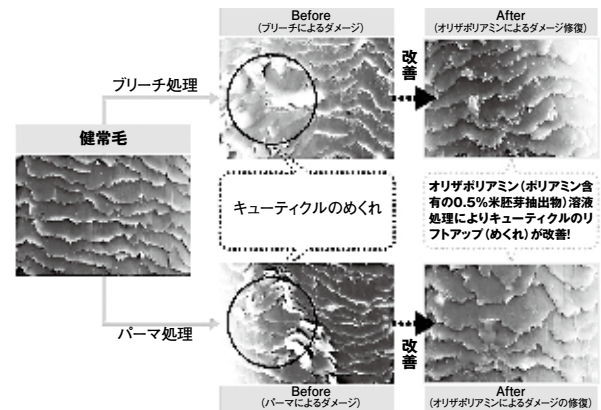 Before
(ブリーチによるダメージ)
After
(オリザポリアミンによるダメージ修復)
改善
ブリーチ処理
健常毛
キューティクルのめくれ
オリザポリアミン(ポリアミン含
有の0.5%米胚芽抽出物)溶液
処理によりキューティクルのリ
フトアップ(めくれ)が改善!
パーマ処理
改善
Before
(パーマによるダメージ)
After
(オリザポリアミンによるダメージの修復)